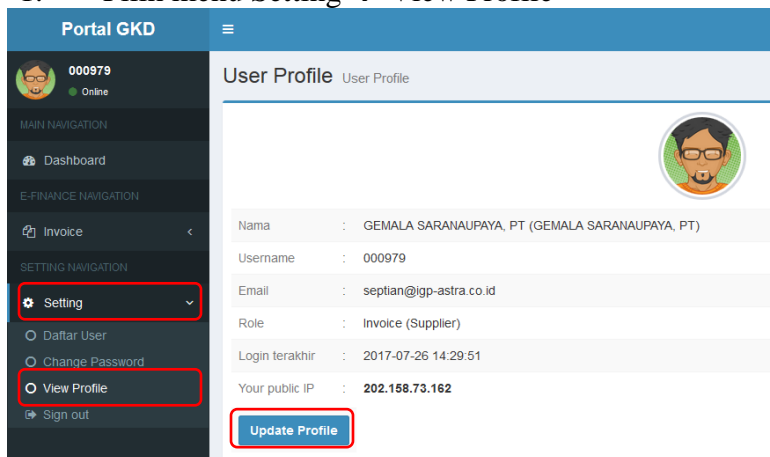 Portal GKD
000979
Online
MAIN NAVIGATION
Dashboard
E-FINANCE NAVIGATION
Invoice
SETTING NAVIGATION
Setting
Daftar User
Change Password
View Profile
Sign out
User Profile User Profile
Nama : GEMALA SARANAUPAYA, PT (GEMALA SARANAUPAYA, PT)
Username : 000979
Email : septian@igp-astra.co.id
Role : Invoice (Supplier)
Login terakhir : 2017-07-26 14:29:51
Your public IP : 202.158.73.162
Update Profile